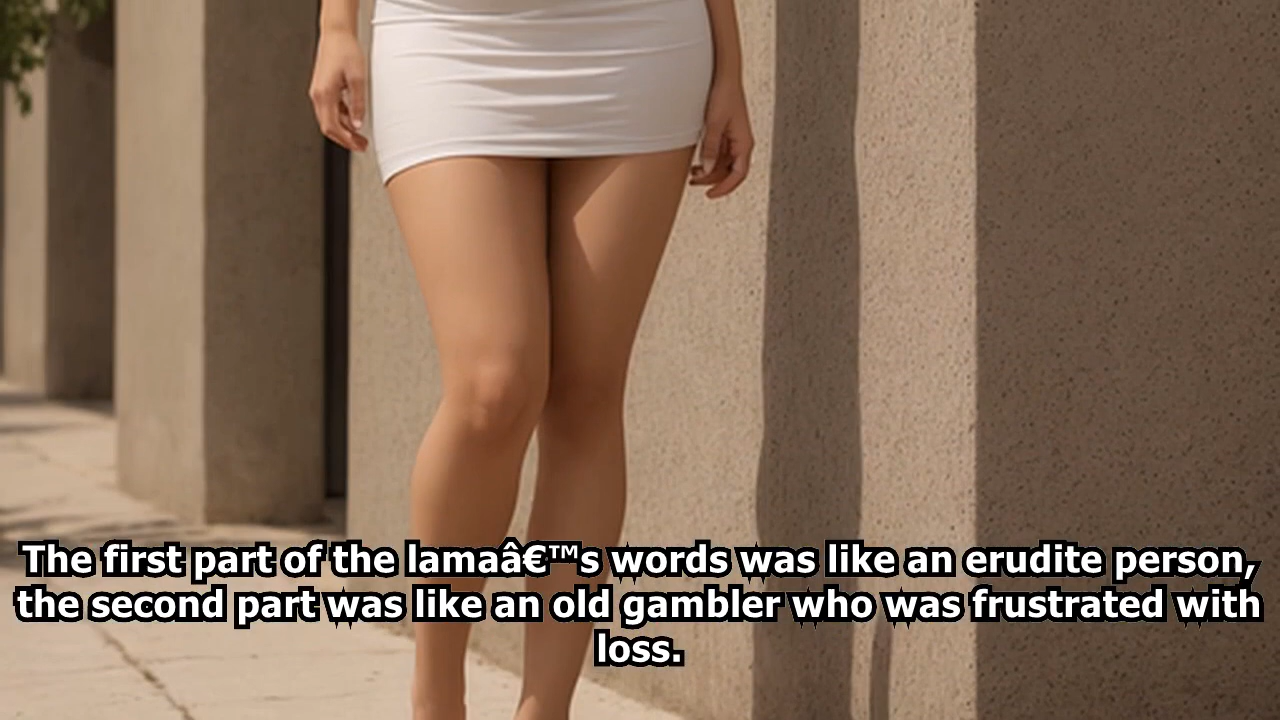 The first part of the lamaâ€™s words was like an erudite person,
the second part was like an old gambler who was frustrated with
loss.